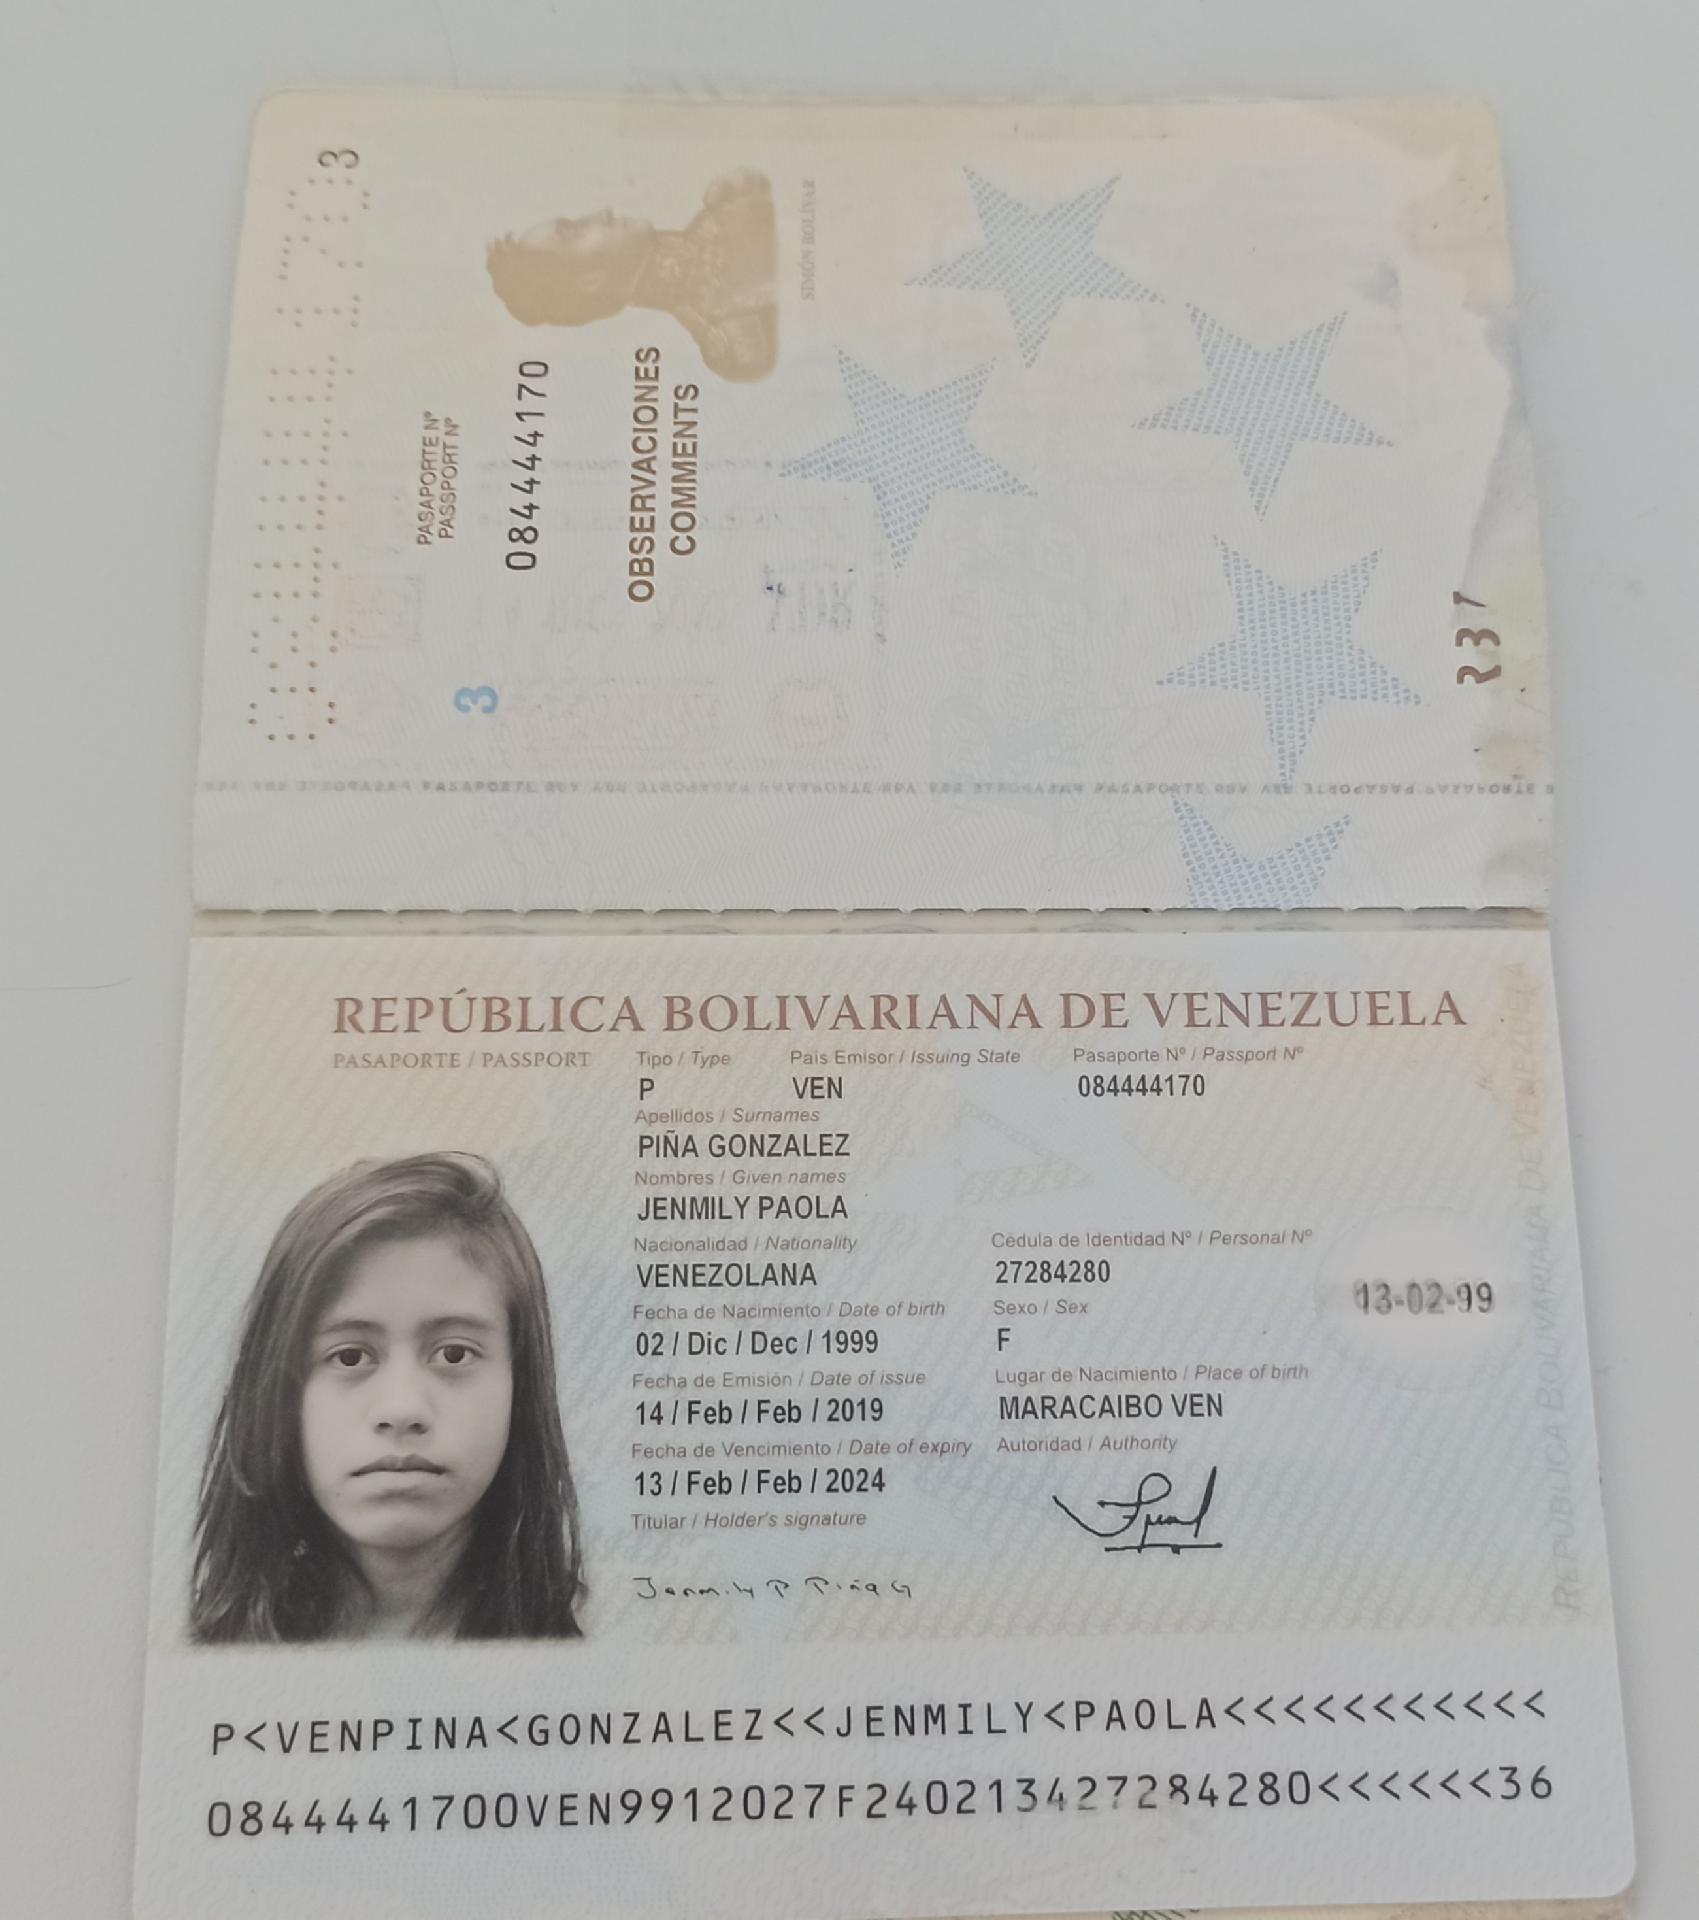 3
PASAPORTE Nº
PASSPORT Nº
084444170
OBSERVACIONES
COMMENTS
SIMÓN BOLÍVAR
3
REPÚBLICA BOLIVARIANA DE VENEZUELA
PASAPORTE / PASSPORT
Tipo / Type País Emisor / Issuing State Pasaporte Nº / Passport Nº
P VEN 084444170
Apellidos / Surnames
PIÑA GONZALEZ
Nombres / Given names
JENMILY PAOLA
Nacionalidad / Nationality Cédula de Identidad Nº / Personal Nº
VENEZOLANA 27284280
Fecha de Nacimiento / Date of birth Sexo / Sex
02 / Dic / Dec / 1999 F
13-02-99
Fecha de Emisión / Date of issue Lugar de Nacimiento / Place of birth
14 / Feb / Feb / 2019 MARACAIBO VEN
Fecha de Vencimiento / Date of expiry Autoridad / Authority
13 / Feb / Feb / 2024
Titular / Holder's signature
Jenmily P Piña G
REPÚBLICA BOLIVARIANA DE VENEZUELA
P<VENPINA<GONZALEZ<<JENMILY<PAOLA<<<<<<<<<<<
0844441700VEN9912027F240213427284280<<<<<<36